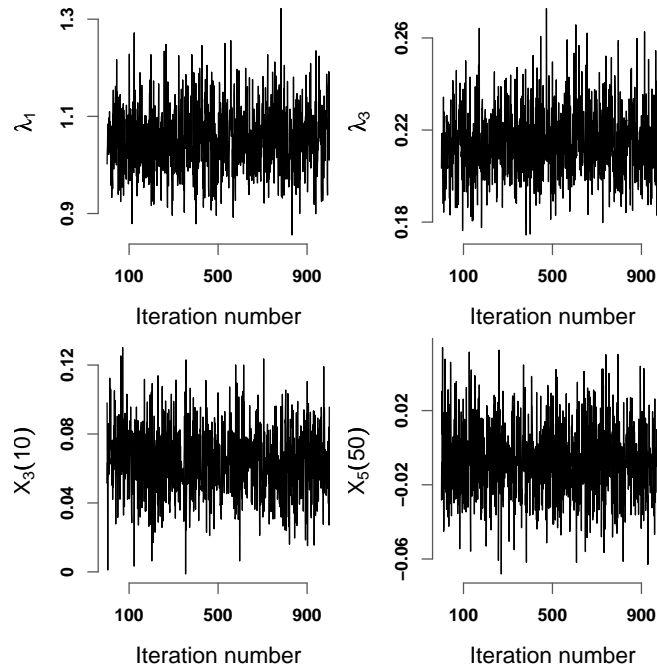 λ1
1.3
1.1
0.9
100 500 900
Iteration number
λ3
0.26
0.22
0.18
100 500 900
Iteration number
X3(10)
0.12
0.08
0.04
0
100 500 900
Iteration number
X5(50)
0.02
−0.02
−0.06
100 500 900
Iteration number